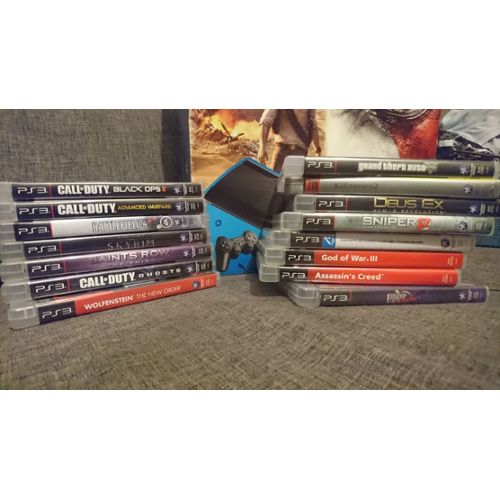 PS3 CALL OF DUTY BLACK OPS II
PS3 CALL OF DUTY ADVANCED WARFARE
PS3 BATTLEFIELD 4
PS3 SKYRIM
PS3 SAINTS ROW
PS3 CALL OF DUTY GHOSTS
PS3 WOLFENSTEIN THE NEW ORDER
PS3 grand theft auto V
PS3 DEUS EX
PS3 SNIPER 2
PS3 God of War III
PS3 Assassin's Creed
PS3